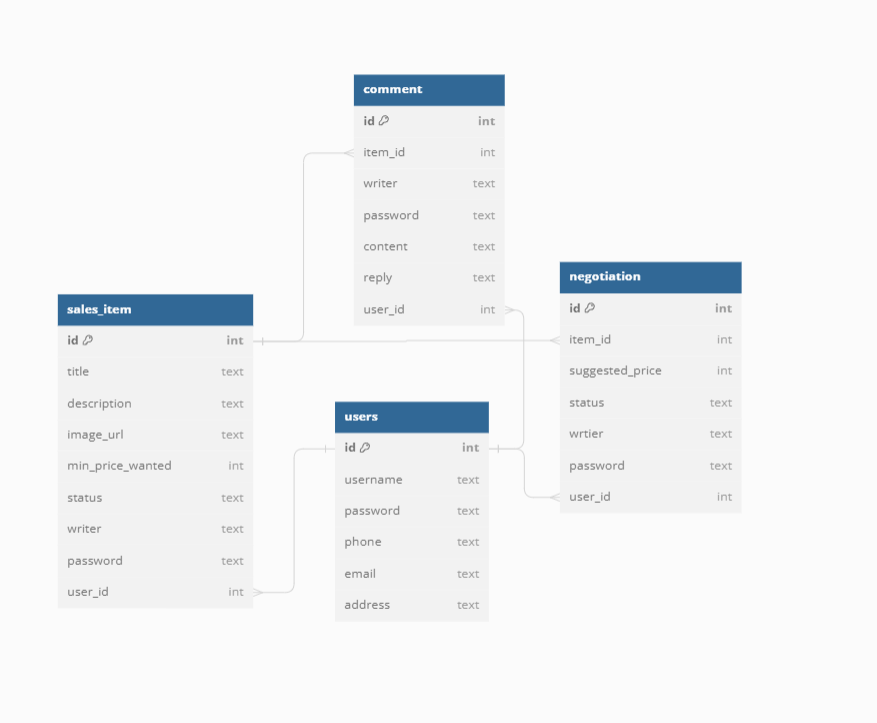 comment
id int
item_id int
writer text
password text
content text
reply text
user_id int
negotiation
id int
item_id int
suggested_price int
status text
wrtier text
password text
user_id int
sales_item
id int
title text
description text
image_url text
min_price_wanted int
status text
writer text
password text
user_id int
users
id int
username text
password text
phone text
email text
address text